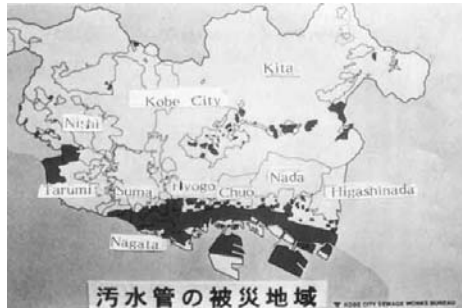 Kita
Kobe City
Nishi
Nada
Tarumi
Suma
Hyogo
Chuo
Higashinada
Nagata
汚水管の被災地域
KOBE CITY SEWAGE WORKS BUREAU